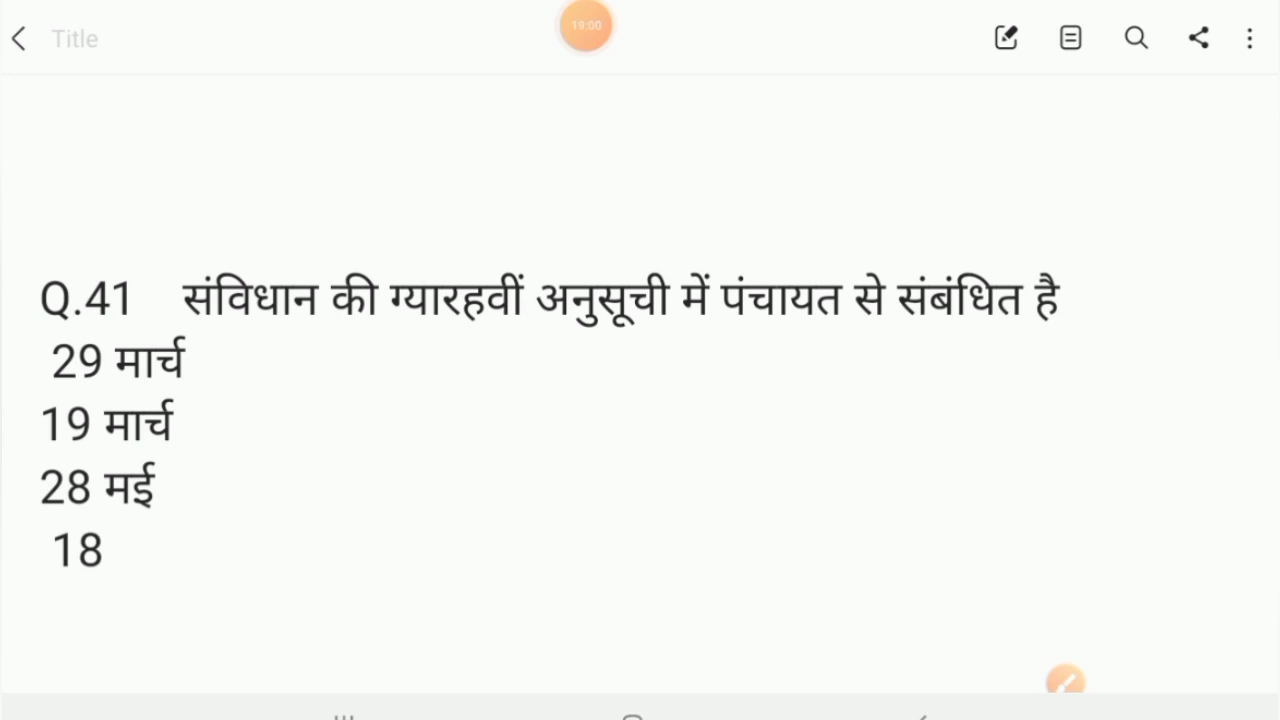 Title
19:00
Q.41 संविधान की ग्यारहवीं अनुसूची में पंचायत से संबंधित है
29 मार्च
19 मार्च
28 मई
18